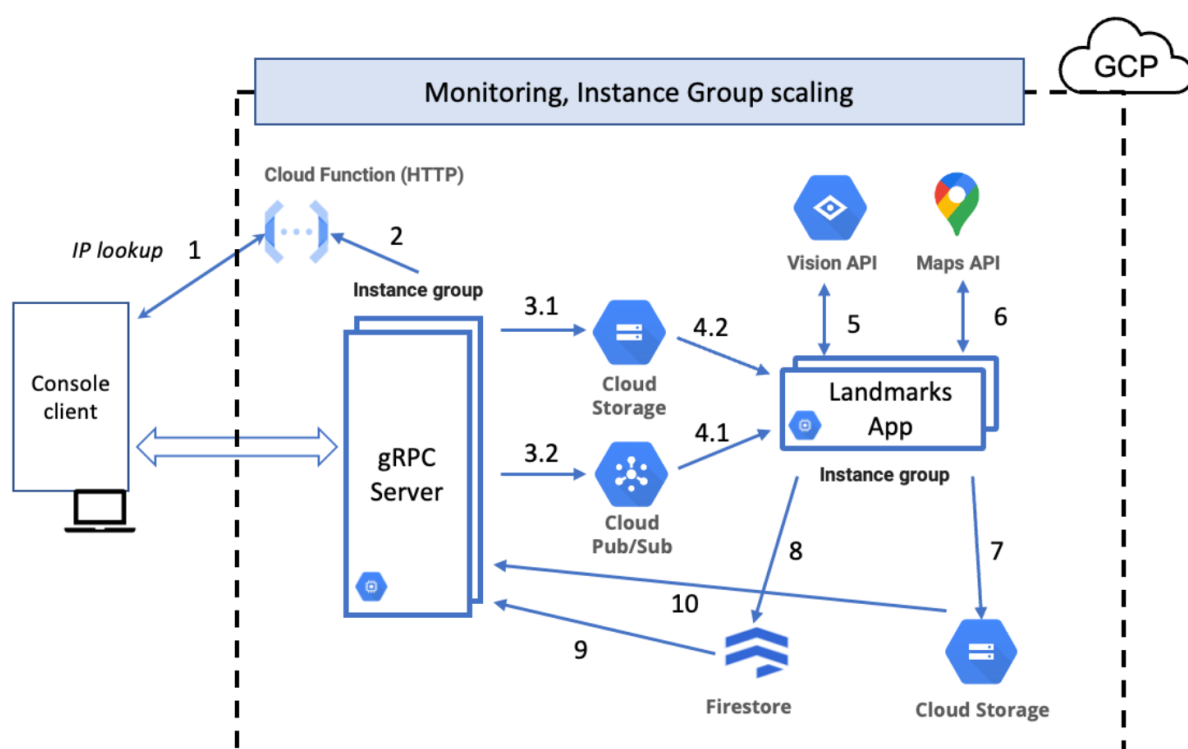 GCP
Monitoring, Instance Group scaling
Cloud Function (HTTP)
IP lookup
1
2
Instance group
Vision API
Maps API
3.1
4.2
5
6
Console
client
Cloud
Storage
Landmarks
App
3.2
4.1
gRPC
Server
Instance group
Cloud
Pub/Sub
8
7
10
9
Firestore
Cloud Storage